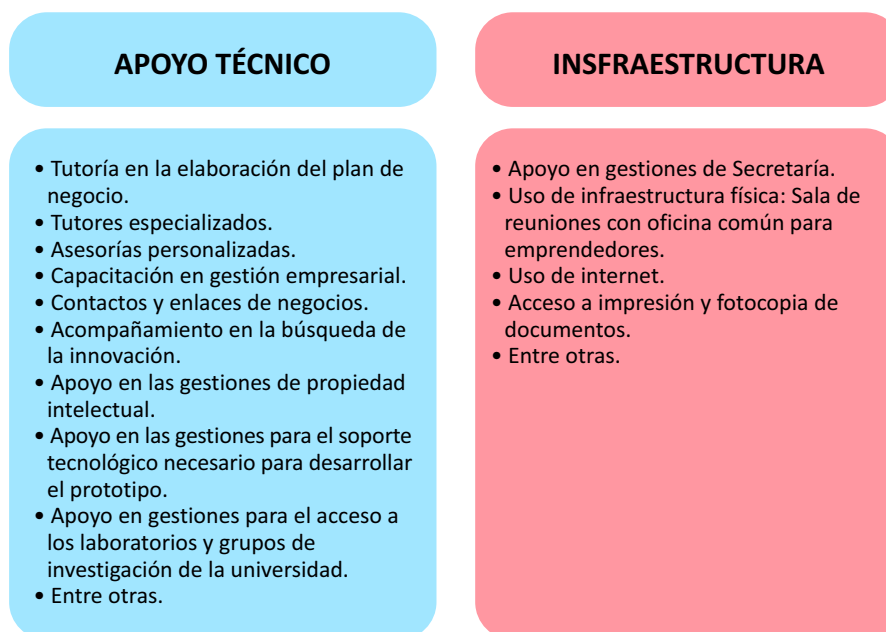 APOYO TÉCNICO
• Tutoría en la elaboración del plan de
negocio.
• Tutores especializados.
• Asesorías personalizadas.
• Capacitación en gestión empresarial.
• Contactos y enlaces de negocios.
• Acompañamiento en la búsqueda de
la innovación.
• Apoyo en las gestiones de propiedad
intelectual.
• Apoyo en las gestiones para el soporte
tecnológico necesario para desarrollar
el prototipo.
• Apoyo en gestiones para el acceso a
los laboratorios y grupos de
investigación de la universidad.
• Entre otras.
INSFRAESTRUCTURA
• Apoyo en gestiones de Secretaría.
• Uso de infraestructura física: Sala de
reuniones con oficina común para
emprendedores.
• Uso de internet.
• Acceso a impresión y fotocopia de
documentos.
• Entre otras.